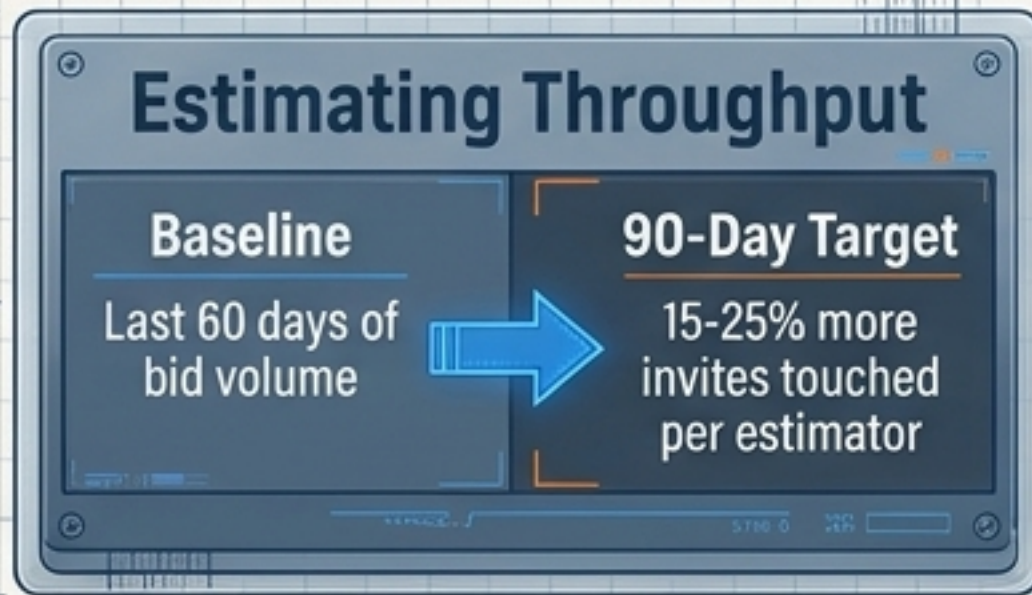 Estimating Throughput
Baseline
Last 60 days of
bid volume
90-Day Target
15-25% more
invites touched
per estimator